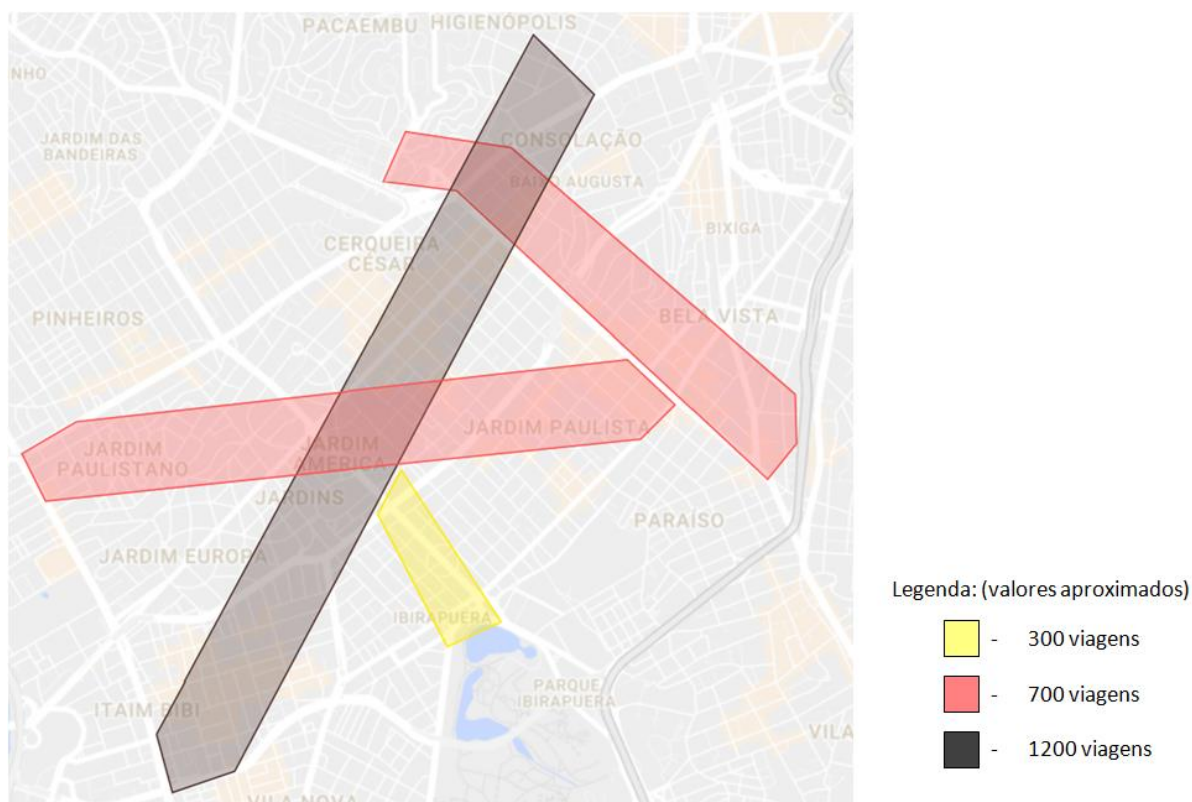 PACAEMBU
HIGIENÓPOLIS
NHO
JARDIM DAS
BANDEIRAS
CONSOLAÇÃO
BAIXO AUGUSTA
BIXIGA
CERQUEIRA
CÉSAR
PINHEIROS
BELA VISTA
JARDIM
PAULISTANO
JARDIM
AMÉRICA
JARDIM PAULISTA
JARDINS
PARAÍSO
JARDIM EUROPA
IBIRAPUERA
PARQUE
IBIRAPUERA
ITAIM BIBI
VILA
VILA NOVA
Legenda: (valores aproximados)
- 300 viagens
- 700 viagens
- 1200 viagens